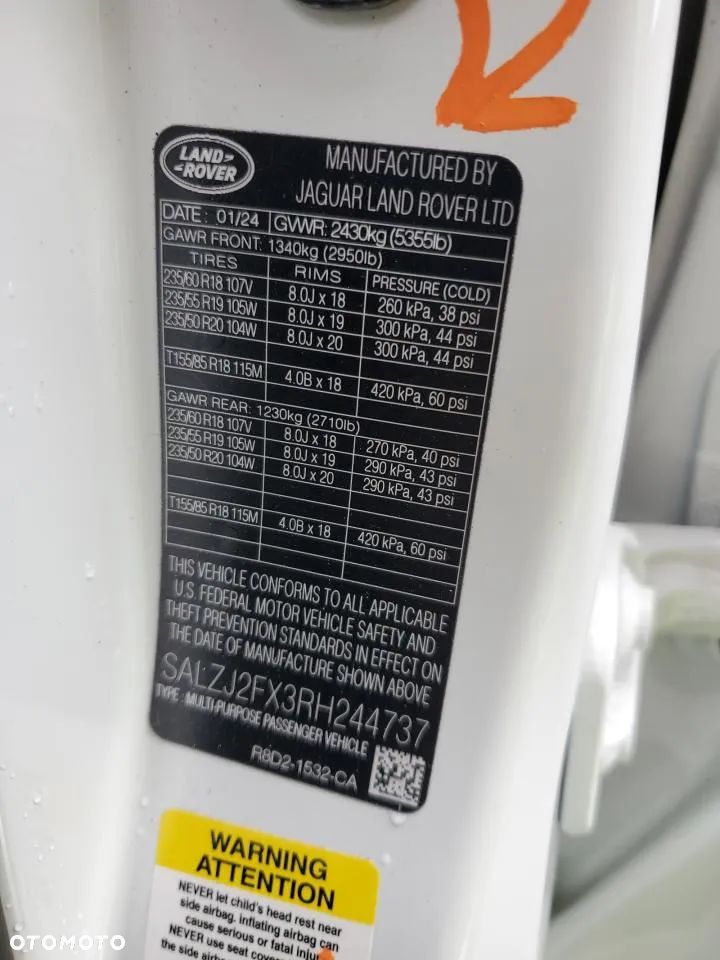 LAND-
-ROVER
MANUFACTURED BY
JAGUAR LAND ROVER LTD
DATE : 01/24 GVWR: 2430kg (5355lb)
GAWR FRONT: 1340kg (2950lb)
TIRES RIMS PRESSURE (COLD)
235/60 R18 107V 8.0J x 18 260 kPa, 38 psi
235/55 R19 105W 8.0J x 19 300 kPa, 44 psi
235/50 R20 104W 8.0J x 20 300 kPa, 44 psi
T155/85 R18 115M 4.0B x 18 420 kPa, 60 psi
GAWR REAR: 1230kg (2710lb)
235/60 R18 107V 8.0J x 18 270 kPa, 40 psi
235/55 R19 105W 8.0J x 19 290 kPa, 43 psi
235/50 R20 104W 8.0J x 20 290 kPa, 43 psi
T155/85 R18 115M 4.0B x 18 420 kPa, 60 psi
THIS VEHICLE CONFORMS TO ALL APPLICABLE
U.S. FEDERAL MOTOR VEHICLE SAFETY AND
THEFT PREVENTION STANDARDS IN EFFECT ON
THE DATE OF MANUFACTURE SHOWN ABOVE
SALZJ2FX3RH244737
TYPE : MULTI-PURPOSE PASSENGER VEHICLE
R8D2-1532-CA
WARNING
ATTENTION
NEVER let child's head rest near
side airbag. inflating airbag can
cause serious or fatal injur
NEVER use seat cover
the side airbag
OTOMOTO